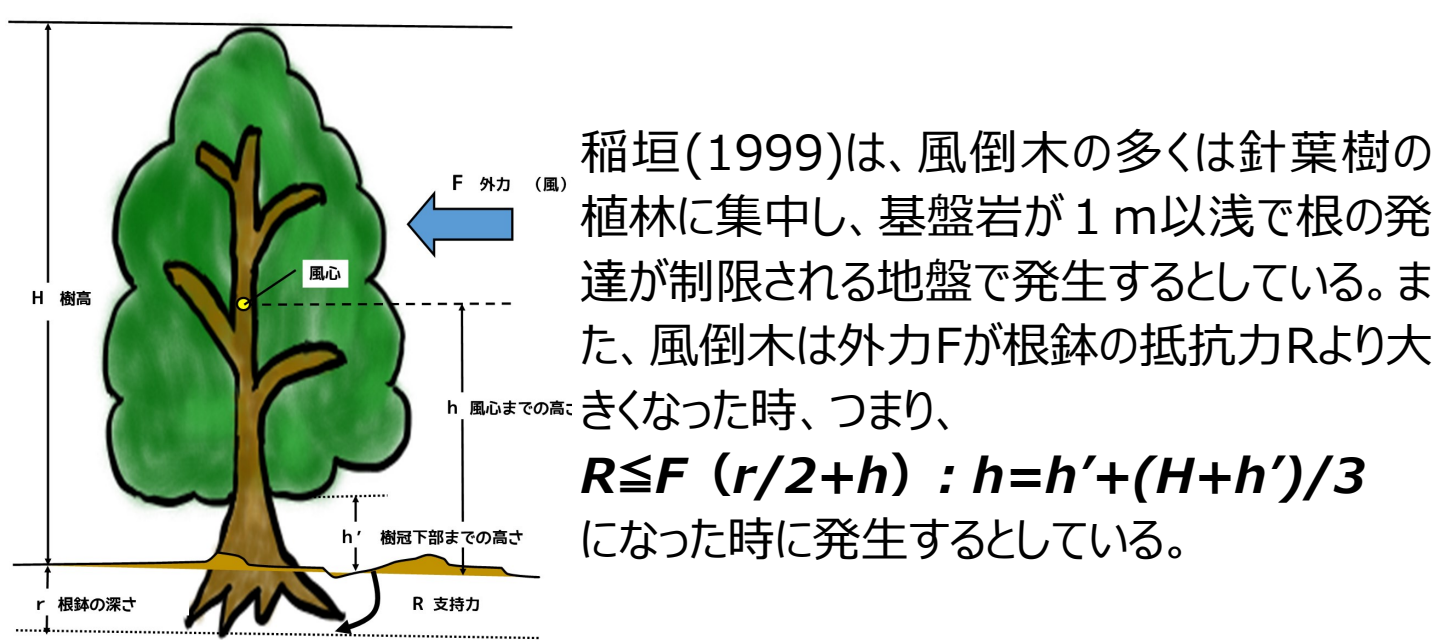 F 外力 （風）
風心
H 樹高
h 風心までの高さ
h′ 樹冠下部までの高さ
r 根鉢の深さ
R 支持力
稲垣(1999)は、風倒木の多くは針葉樹の
植林に集中し、基盤岩が１ｍ以浅で根の発
達が制限される地盤で発生するとしている。ま
た、風倒木は外力Fが根鉢の抵抗力Rより大
きくなった時、つまり、
R≦F（r/2+h）: h=h′+(H+h′)/3
になった時に発生するとしている。